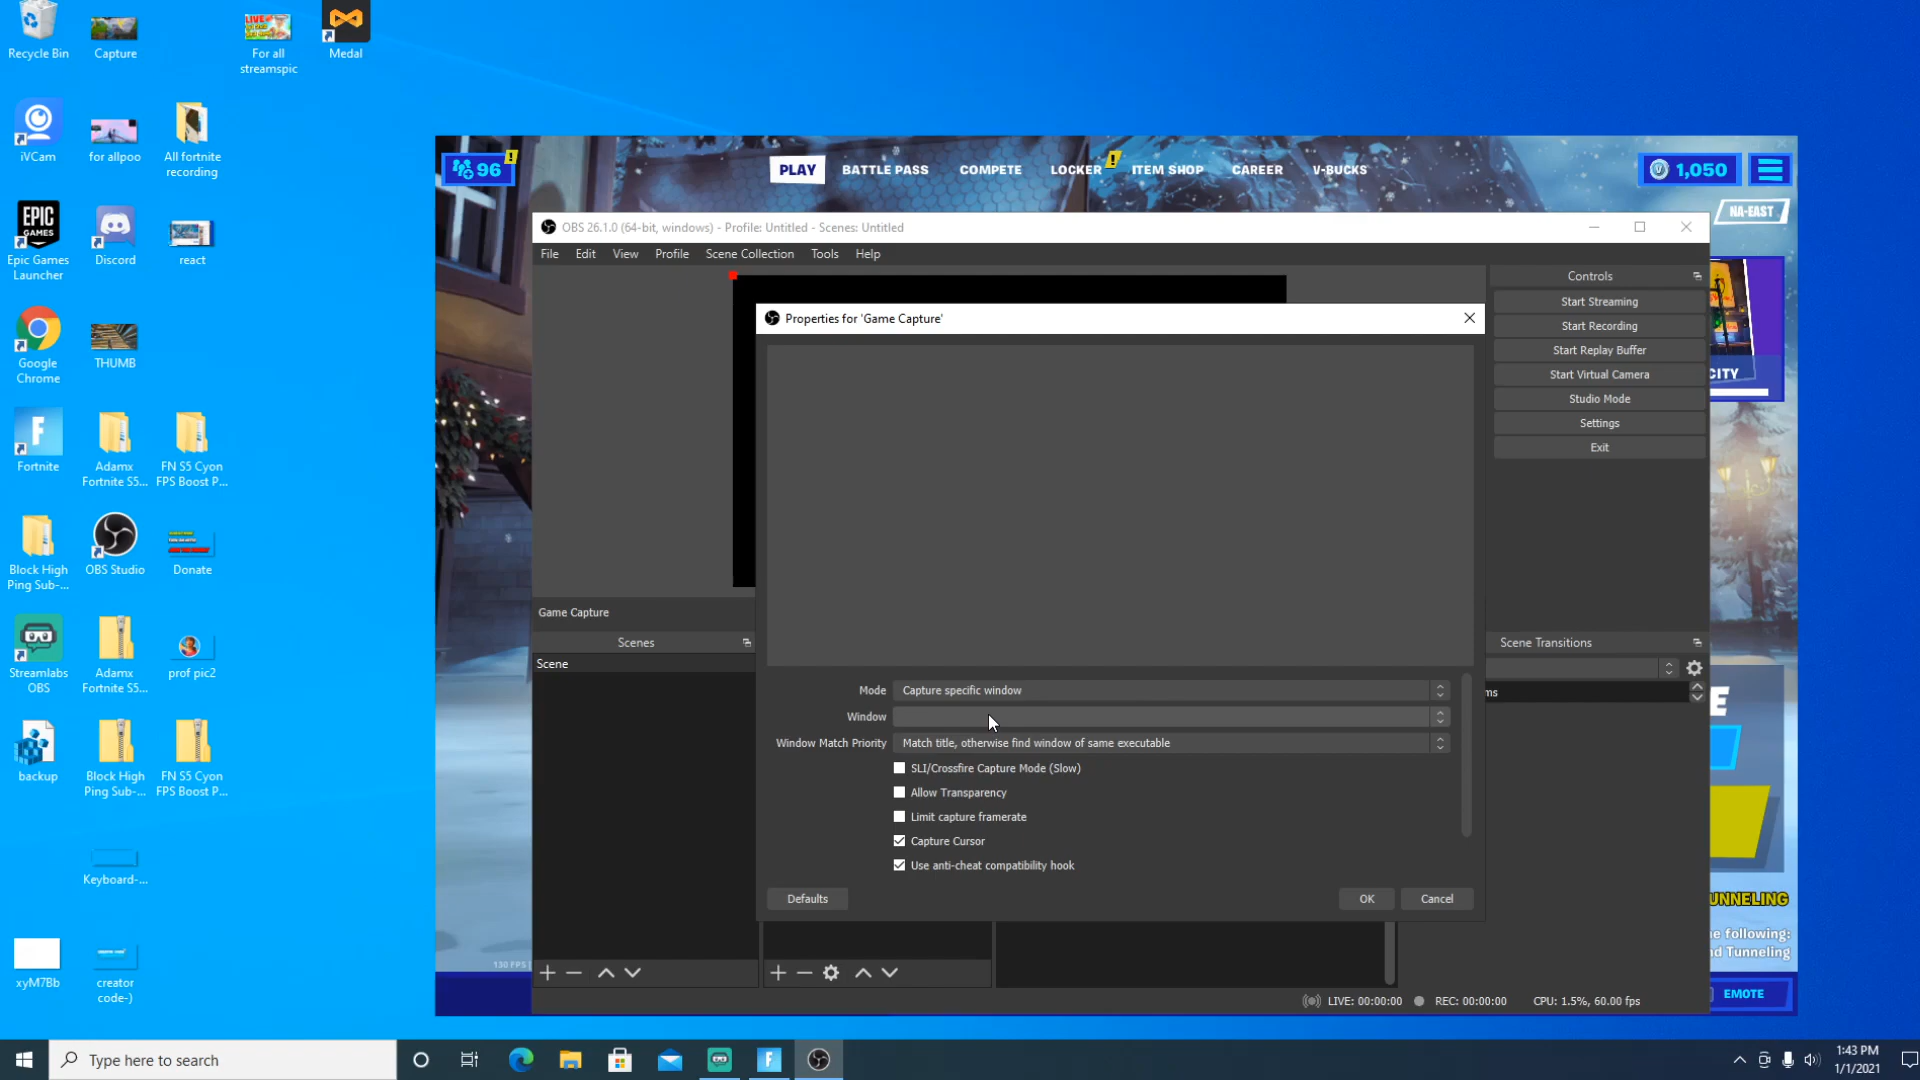 Recycle Bin
Capture
For all
streamspic
Medal
iVCam
for allpoo
All fortnite
recording
EPIC
GAMES
Epic Games
Launcher
Discord
react
Google
Chrome
THUMB
Fortnite
Adamx
Fortnite S5...
FN S5 Cyon
FPS Boost P...
Block High
Ping Sub-...
OBS Studio
Donate
Streamlabs
OBS
Adamx
Fortnite S5...
prof pic2
backup
Block High
Ping Sub-...
FN S5 Cyon
FPS Boost P...
Keyboard-...
xyM7Bb
creator
code-)
96
!
PLAY
BATTLE PASS
COMPETE
LOCKER
!
ITEM SHOP
CAREER
V-BUCKS
1,050
NA-EAST
CITY
OBS 26.1.0 (64-bit, windows) - Profile: Untitled - Scenes: Untitled
File
Edit
View
Profile
Scene Collection
Tools
Help
Controls
Start Streaming
Start Recording
Start Replay Buffer
Start Virtual Camera
Studio Mode
Settings
Exit
Properties for 'Game Capture'
Mode
Capture specific window
Window
Window Match Priority
Match title, otherwise find window of same executable
SLI/Crossfire Capture Mode (Slow)
Allow Transparency
Limit capture framerate
Capture Cursor
Use anti-cheat compatibility hook
Defaults
OK
Cancel
Game Capture
Scenes
Scene
Scene Transitions
ms
UNNELING
e following:
d Tunneling
EMOTE
130 FPS
LIVE: 00:00:00
REC: 00:00:00
CPU: 1.5%, 60.00 fps
Type here to search
1:43 PM
1/1/2021